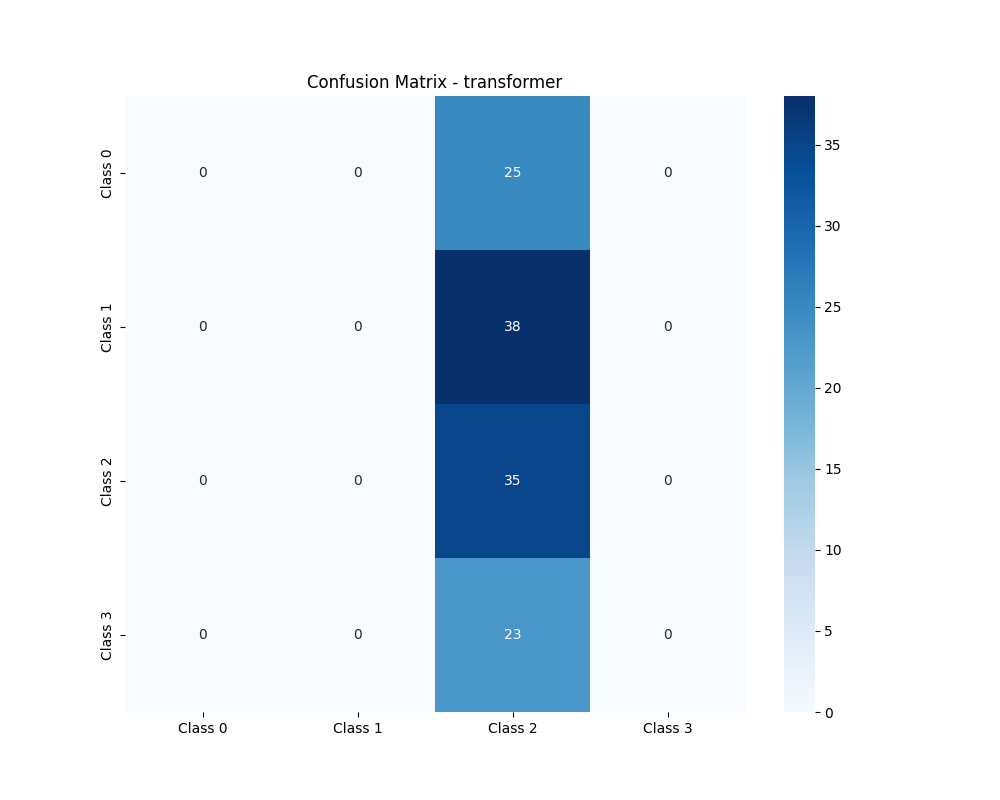 Confusion Matrix - transformer
Class 0
0 0 25 0
Class 1
0 0 38 0
Class 2
0 0 35 0
Class 3
0 0 23 0
Class 0 Class 1 Class 2 Class 3
35
30
25
20
15
10
5
0